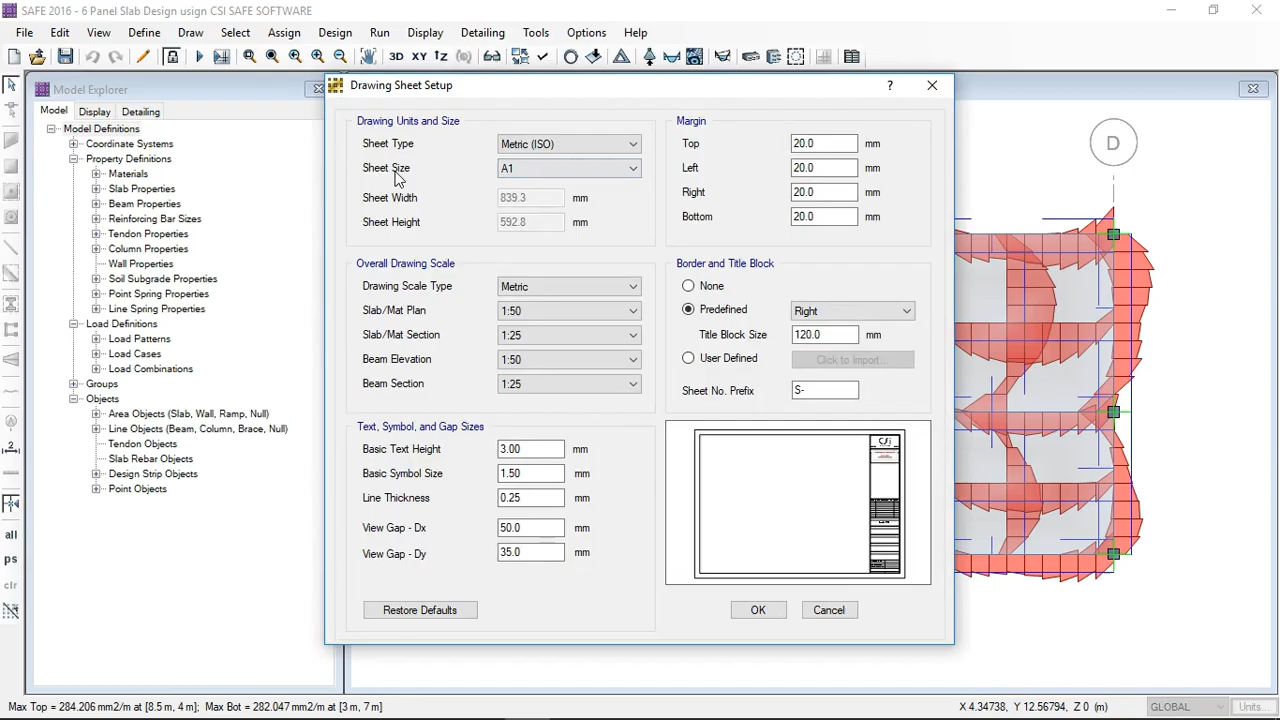 SAFE 2016 - 6 Panel Slab Design usign CSI SAFE SOFTWARE
File Edit View Define Draw Select Assign Design Run Display Detailing Tools Options Help
3D XY
Model Explorer
Model Display Detailing
Model Definitions
Coordinate Systems
Property Definitions
Materials
Slab Properties
Beam Properties
Reinforcing Bar Sizes
Tendon Properties
Column Properties
Wall Properties
Soil Subgrade Properties
Point Spring Properties
Line Spring Properties
Load Definitions
Load Patterns
Load Cases
Load Combinations
Groups
Objects
Area Objects (Slab, Wall, Ramp, Null)
Line Objects (Beam, Column, Brace, Null)
Tendon Objects
Slab Rebar Objects
Design Strip Objects
Point Objects
all
ps
clr
Drawing Sheet Setup
?
Drawing Units and Size
Sheet Type Metric (ISO)
Sheet Size A1
Sheet Width 839.3 mm
Sheet Height 592.8 mm
Overall Drawing Scale
Drawing Scale Type Metric
Slab/Mat Plan 1:50
Slab/Mat Section 1:25
Beam Elevation 1:50
Beam Section 1:25
Text, Symbol, and Gap Sizes
Basic Text Height 3.00 mm
Basic Symbol Size 1.50 mm
Line Thickness 0.25 mm
View Gap - Dx 50.0 mm
View Gap - Dy 35.0 mm
Restore Defaults
Margin
Top 20.0 mm
Left 20.0 mm
Right 20.0 mm
Bottom 20.0 mm
Border and Title Block
None
Predefined Right
Title Block Size 120.0 mm
User Defined Click to Import...
Sheet No. Prefix S-
CSi
OK Cancel
D
Max Top = 284.206 mm2/m at [8.5 m, 4 m]; Max Bot = 282.047 mm2/m at [3 m, 7 m]
X 4.34738, Y 12.56794, Z 0 (m) GLOBAL Units...